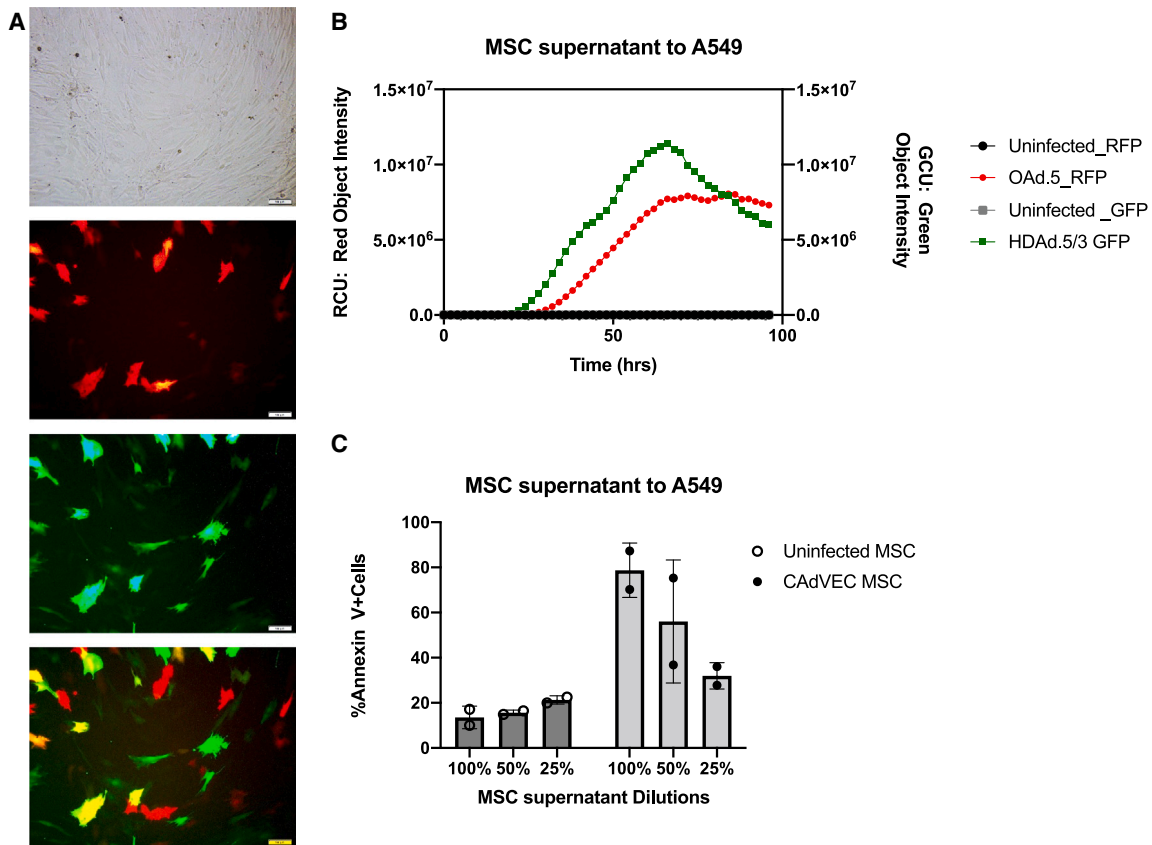 A
B
MSC supernatant to A549
RCU: Red Object Intensity
1.5×10⁷
1.0×10⁷
5.0×10⁶
0.0
1.5×10⁷
1.0×10⁷
5.0×10⁶
0.0
GCU: Green
Object Intensity
0
50
100
Time (hrs)
Uninfected_RFP
OAd.5_RFP
Uninfected _GFP
HDAd.5/3 GFP
C
MSC supernatant to A549
%Annexin V+Cells
100
80
60
40
20
0
100% 50% 25% 100% 50% 25%
MSC supernatant Dilutions
Uninfected MSC
CAdVEC MSC